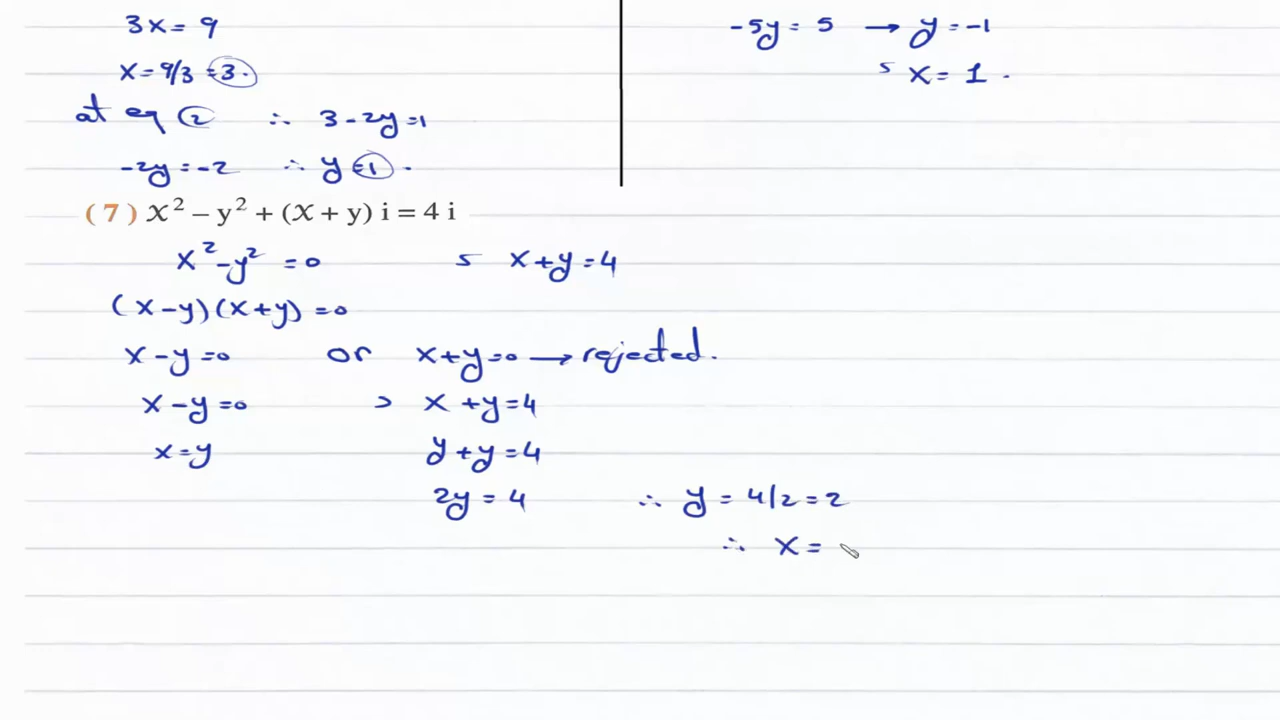 3x = 9
x = 9/3 = 3.
at eq ② ∴ 3 - 2y = 1
-2y = -2 ∴ y = 1.
-5y = 5 → y = -1
, x = 1.
(7) x² – y² + (x + y) i = 4 i
x² - y² = 0 , x + y = 4
(x - y)(x + y) = 0
x - y = 0 or x + y = 0 → rejected.
x - y = 0 , x + y = 4
x = y y + y = 4
2y = 4 ∴ y = 4/2 = 2
∴ x =